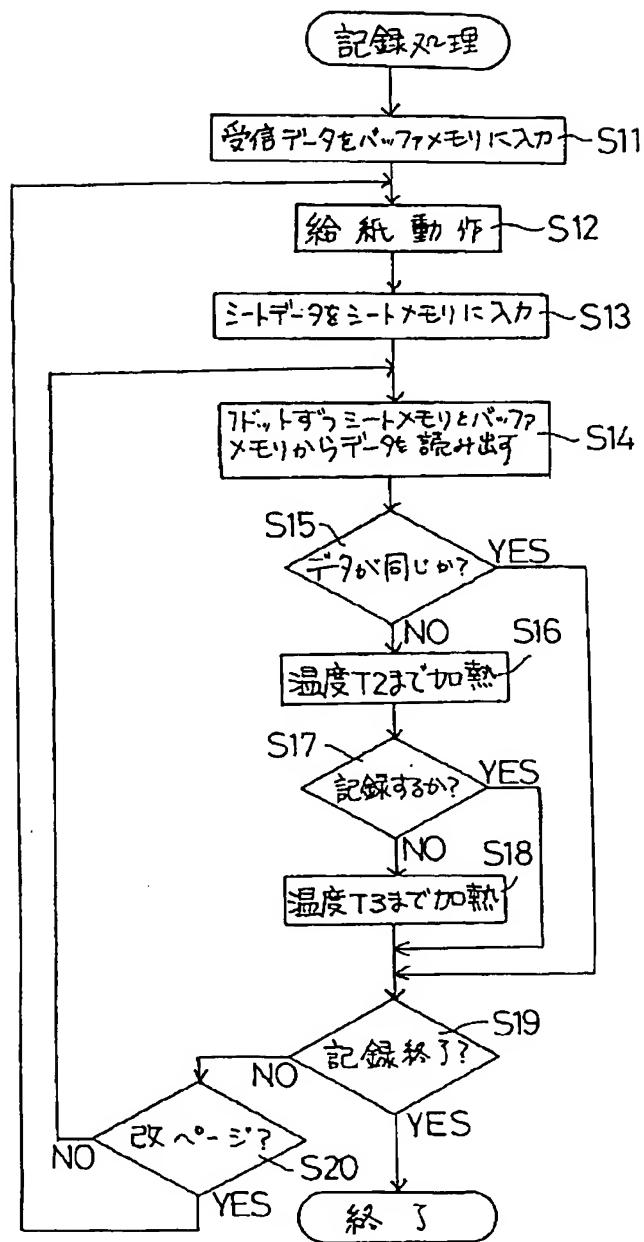 記録処理
受信データをバッファメモリに入力
S11
給紙動作
S12
シートデータをシートメモリに入力
S13
1ドットずつシートメモリとバッファ
メモリからデータを読み出す
S14
S15
データが同じか?
YES
NO
S16
温度T2まで加熱
S17
記録するか?
YES
NO
S18
温度T3まで加熱
S19
記録終了?
NO
YES
改ページ?
NO
S20
YES
終了